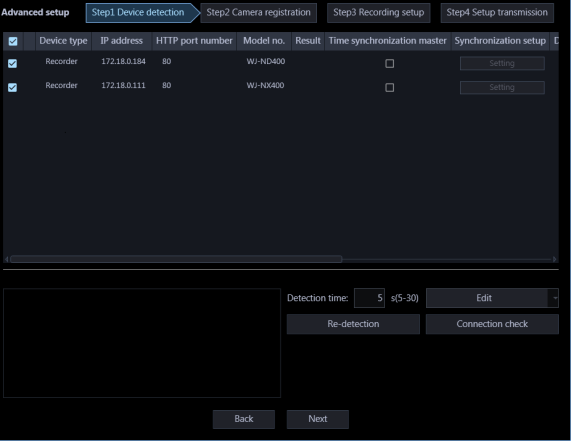 Advanced setup Step1 Device detection Step2 Camera registration Step3 Recording setup Step4 Setup transmission
Device type IP address HTTP port number Model no. Result Time synchronization master Synchronization setup D
Recorder 172.18.0.184 80 WJ-ND400 Setting
Recorder 172.18.0.111 80 WJ-NX400 Setting
Detection time: 5 s(5-30) Edit
Re-detection Connection check
Back Next